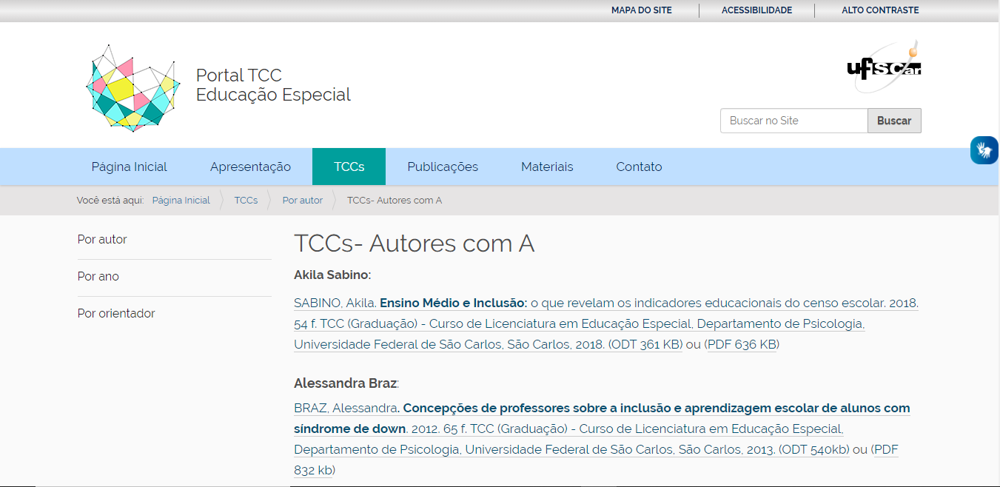 MAPA DO SITE
ACESSIBILIDADE
ALTO CONTRASTE
Portal TCC
Educação Especial
ufscar
Buscar no Site
Buscar
Página Inicial
Apresentação
TCCs
Publicações
Materiais
Contato
Você está aqui: Página Inicial TCCs Por autor TCCs- Autores com A
Por autor
Por ano
Por orientador
TCCs- Autores com A
Akila Sabino:
SABINO, Akila. Ensino Médio e Inclusão: o que revelam os indicadores educacionais do censo escolar. 2018.
54 f. TCC (Graduação) - Curso de Licenciatura em Educação Especial, Departamento de Psicologia,
Universidade Federal de São Carlos, São Carlos, 2018. (ODT 361 KB) ou (PDF 636 KB)
Alessandra Braz:
BRAZ, Alessandra. Concepções de professores sobre a inclusão e aprendizagem escolar de alunos com
síndrome de down. 2012. 65 f. TCC (Graduação) - Curso de Licenciatura em Educação Especial,
Departamento de Psicologia, Universidade Federal de São Carlos, São Carlos, 2013. (ODT 540kb) ou (PDF
832 kb)